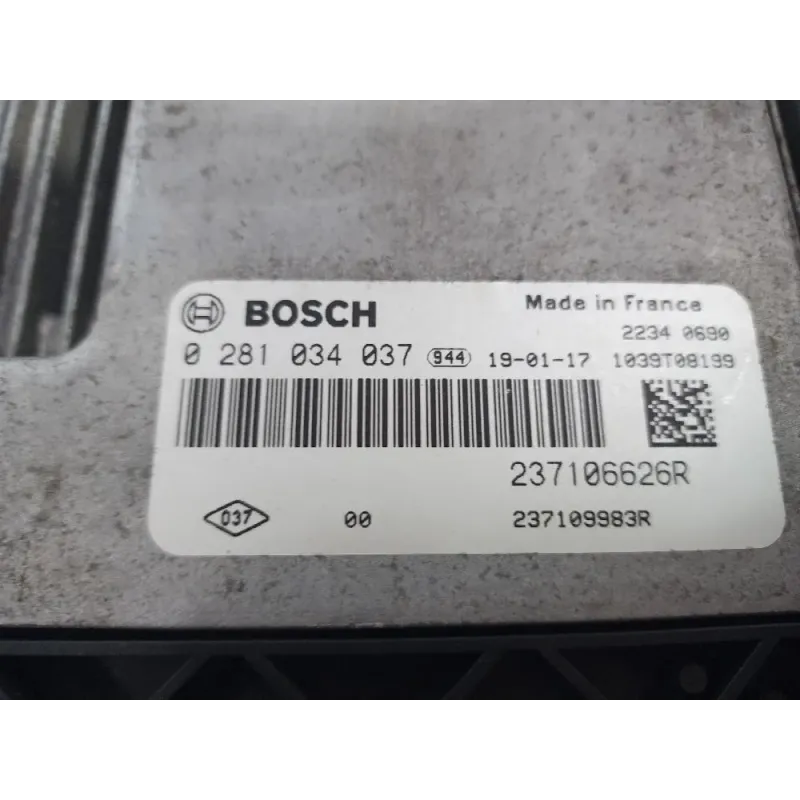 BOSCH Made in France
2234 0690
0 281 034 037 944 19-01-17 1039T08199
237106626R
037 00 237109983R